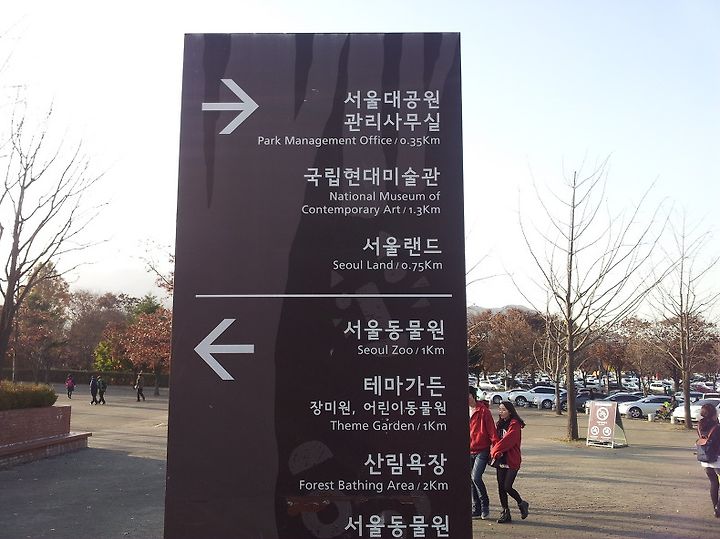 서울대공원
관리사무실
Park Management Office / 0.35Km
국립현대미술관
National Museum of
Contemporary Art / 1.3Km
서울랜드
Seoul Land / 0.75Km
서울동물원
Seoul Zoo / 1Km
테마가든
장미원, 어린이동물원
Theme Garden / 1Km
산림욕장
Forest Bathing Area / 2Km
서울동물원